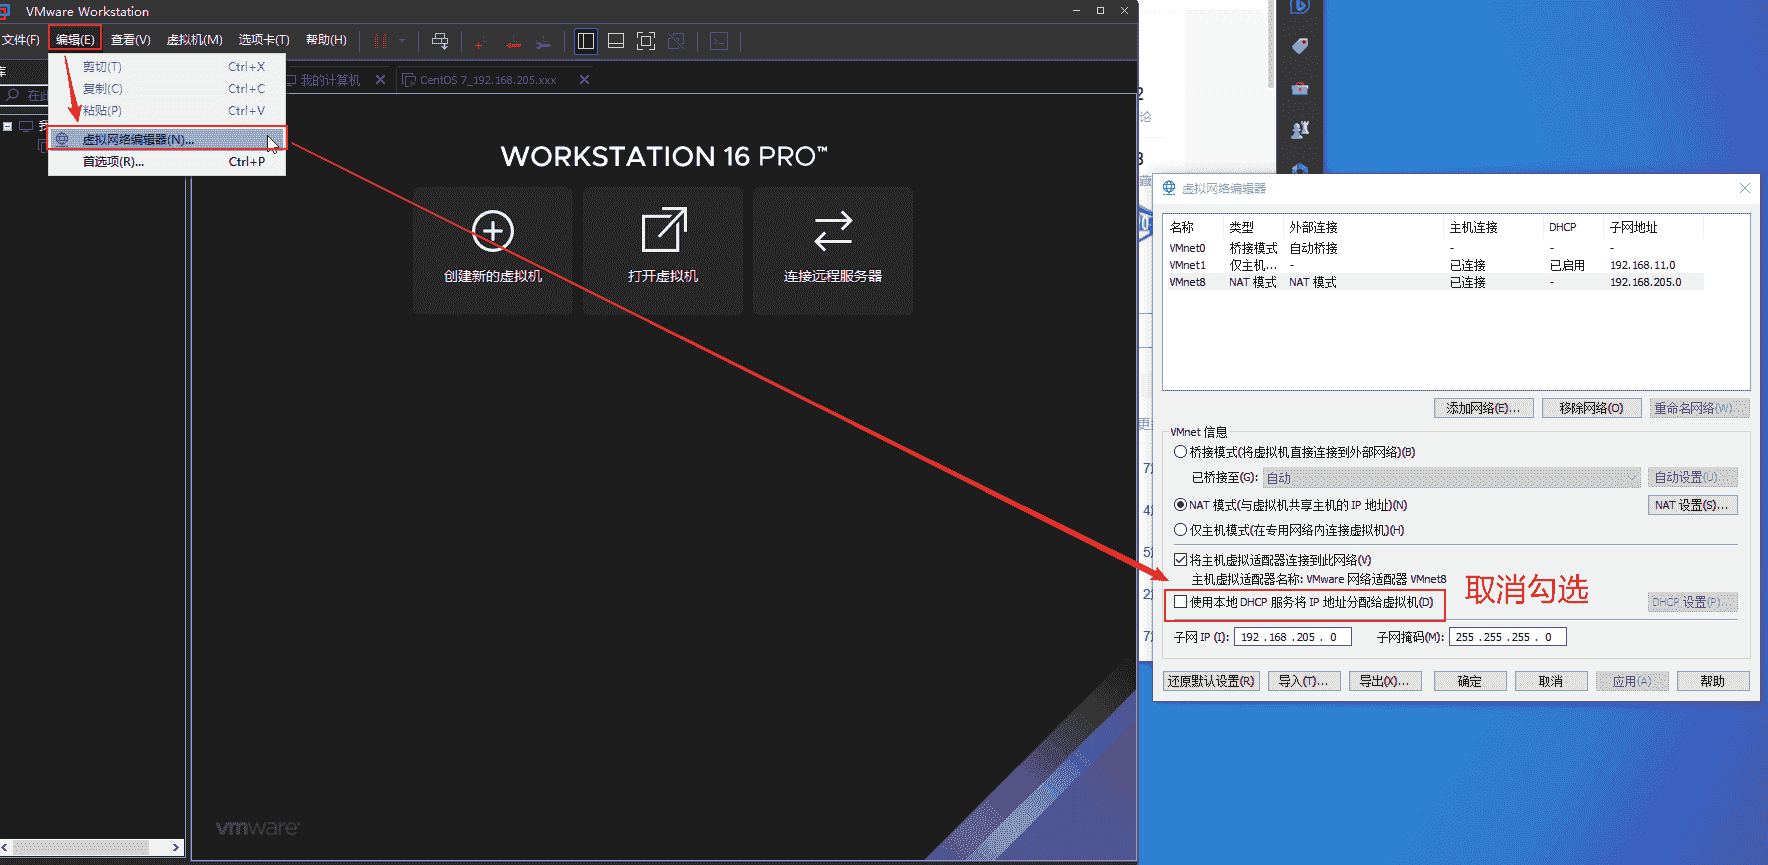 VMware Workstation
文件(F) 编辑(E) 查看(V) 虚拟机(M) 选项卡(T) 帮助(H)
剪切(T) Ctrl+X
复制(C) Ctrl+C
粘贴(P) Ctrl+V
虚拟网络编辑器(N)...
首选项(R)... Ctrl+P
库
在此
我
我的计算机
CentOS 7_192.168.205.xxx
WORKSTATION 16 PRO™
创建新的虚拟机
打开虚拟机
连接远程服务器
vmware
虚拟网络编辑器
名称 类型 外部连接 主机连接 DHCP 子网地址
VMnet0 桥接模式 自动桥接 - - -
VMnet1 仅主机... - 已连接 已启用 192.168.11.0
VMnet8 NAT 模式 NAT 模式 已连接 - 192.168.205.0
添加网络(E)... 移除网络(O) 重命名网络(W)...
VMnet 信息
桥接模式(将虚拟机直接连接到外部网络)(B)
已桥接至(G): 自动 自动设置(U)...
NAT 模式(与虚拟机共享主机的 IP 地址)(N) NAT 设置(S)...
仅主机模式(在专用网络内连接虚拟机)(H)
将主机虚拟适配器连接到此网络(V)
主机虚拟适配器名称: VMware 网络适配器 VMnet8
使用本地 DHCP 服务将 IP 地址分配给虚拟机(D) DHCP 设置(P)...
取消勾选
子网 IP (I): 192 .168 .205 . 0 子网掩码(M): 255 .255 .255 . 0
还原默认设置(R) 导入(T)... 导出(X)... 确定 取消 应用(A) 帮助